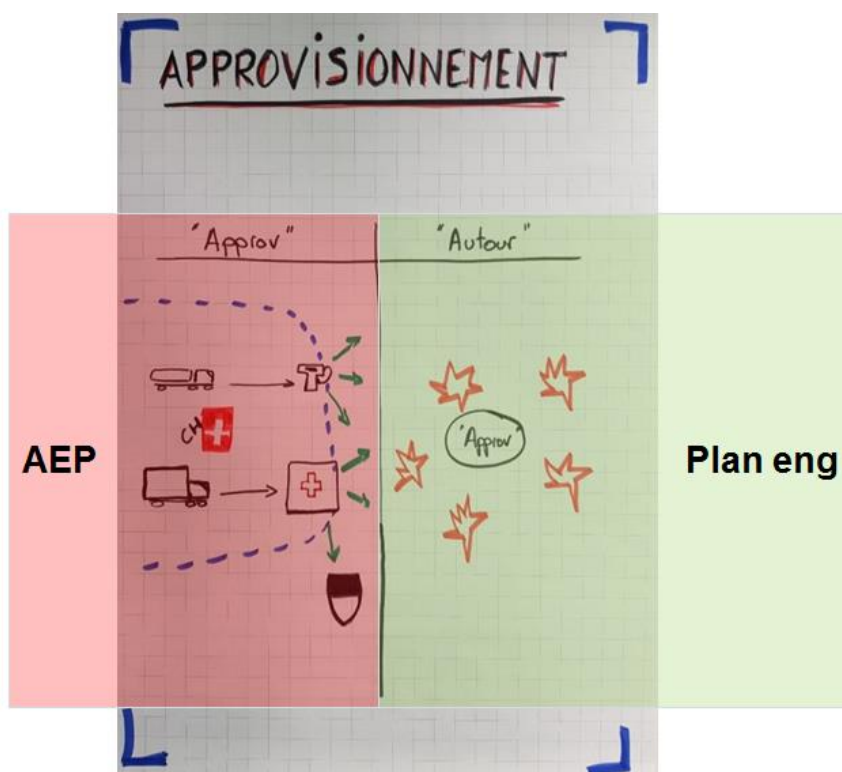 APPROVISIONNEMENT
"Approv"
"Autour"
CH
"Approv"
AEP
Plan eng